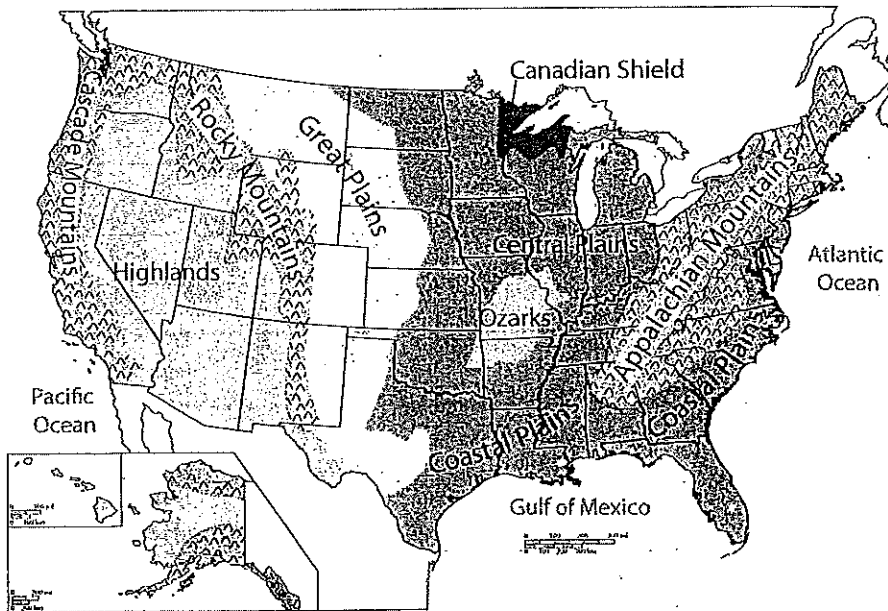 Canadian Shield
Cascade Mountains
Rocky Mountains
Great Plains
Central Plains
Appalachian Mountains
Highlands
Ozarks
Atlantic
Ocean
Pacific
Ocean
Coastal Plains
Coastal Plain
Gulf of Mexico